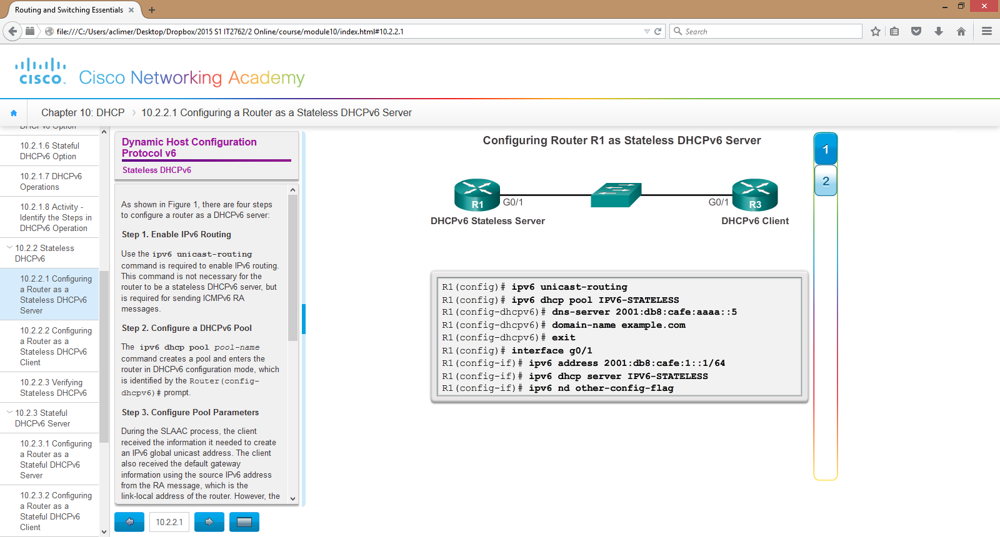 Routing and Switching Essentials
file:///C:/Users/aclimer/Desktop/Dropbox/2015 S1 IT2762/2 Online/course/module10/index.html#10.2.2.1
Search
CISCO.
Cisco Networking Academy
Chapter 10: DHCP
10.2.2.1 Configuring a Router as a Stateless DHCPv6 Server
DHCPv6 Option
10.2.1.6 Stateful
DHCPv6 Option
10.2.1.7 DHCPv6
Operations
10.2.1.8 Activity -
Identify the Steps in
DHCPv6 Operation
10.2.2 Stateless
DHCPv6
10.2.2.1 Configuring
a Router as a
Stateless DHCPv6
Server
10.2.2.2 Configuring
a Router as a
Stateless DHCPv6
Client
10.2.2.3 Verifying
Stateless DHCPv6
10.2.3 Stateful
DHCPv6 Server
10.2.3.1 Configuring
a Router as a
Stateful DHCPv6
Server
10.2.3.2 Configuring
a Router as a
Stateful DHCPv6
Client
Dynamic Host Configuration
Protocol v6
Stateless DHCPv6
As shown in Figure 1, there are four steps
to configure a router as a DHCPv6 server:
Step 1. Enable IPv6 Routing
Use the ipv6 unicast-routing
command is required to enable IPv6 routing.
This command is not necessary for the
router to be a stateless DHCPv6 server, but
is required for sending ICMPv6 RA
messages.
Step 2. Configure a DHCPv6 Pool
The ipv6 dhcp pool pool-name
command creates a pool and enters the
router in DHCPv6 configuration mode, which
is identified by the Router(config-
dhcpv6)# prompt.
Step 3. Configure Pool Parameters
During the SLAAC process, the client
received the information it needed to create
an IPv6 global unicast address. The client
also received the default gateway
information using the source IPv6 address
from the RA message, which is the
link-local address of the router. However, the
10.2.2.1
Configuring Router R1 as Stateless DHCPv6 Server
R1
G0/1
G0/1
R3
DHCPv6 Stateless Server
DHCPv6 Client
R1(config)# ipv6 unicast-routing
R1(config)# ipv6 dhcp pool IPV6-STATELESS
R1(config-dhcpv6)# dns-server 2001:db8:cafe:aaaa::5
R1(config-dhcpv6)# domain-name example.com
R1(config-dhcpv6)# exit
R1(config)# interface g0/1
R1(config-if)# ipv6 address 2001:db8:cafe:1::1/64
R1(config-if)# ipv6 dhcp server IPV6-STATELESS
R1(config-if)# ipv6 nd other-config-flag
1
2